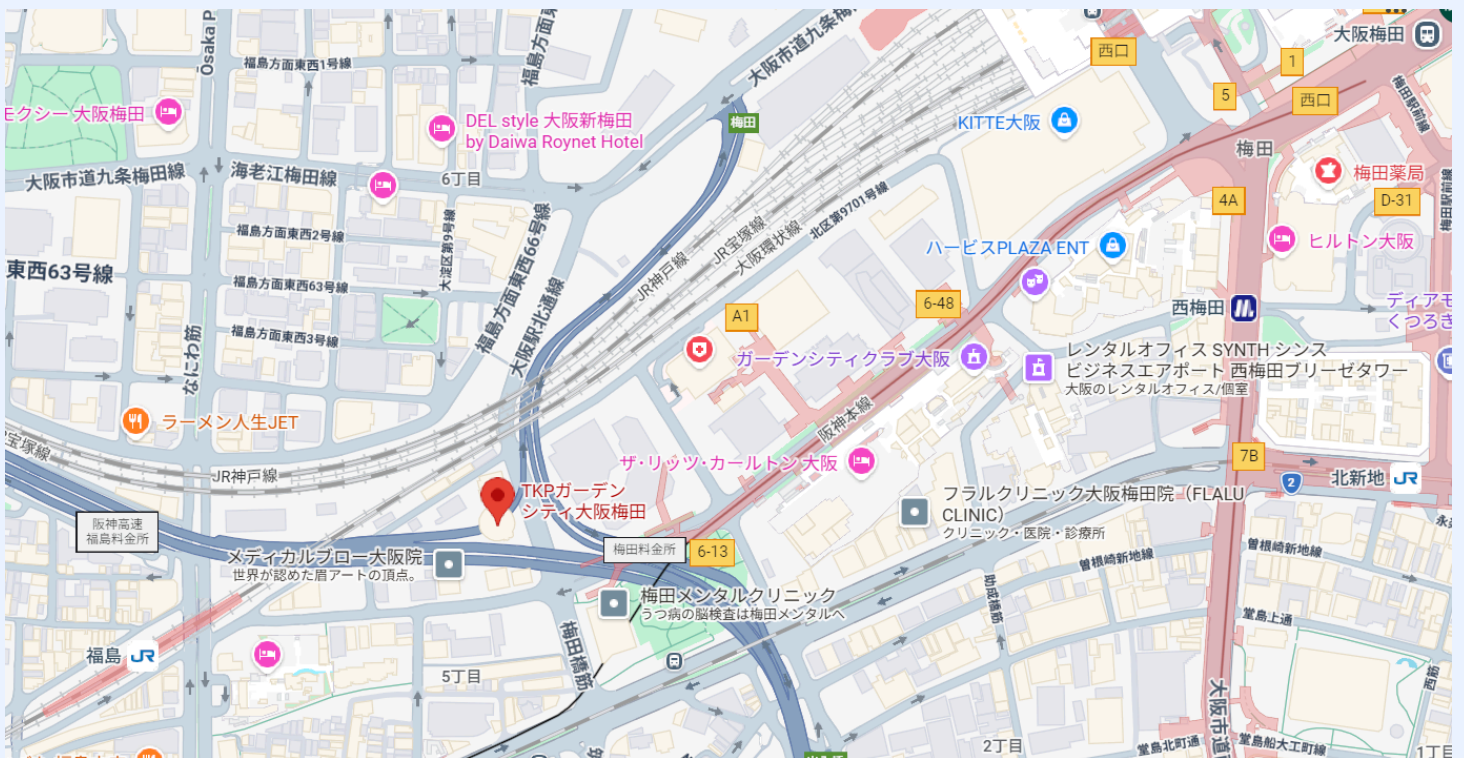 福島方面東西1号線
大阪市道九条梅
大阪梅田
西口
1
5
西口
モクシー 大阪梅田
DEL style 大阪新梅田
by Daiwa Roynet Hotel
梅田
KITTE大阪
梅田
梅田駅前線
大阪市道九条梅田線
海老江梅田線
6丁目
梅田薬局
D-31
4A
北区第9701号線
福島方面東西2号線
大淀区第9号線
福島方面東西66号線
JR宝塚線
JR神戸線
大阪環状線
ハービスPLAZA ENT
ヒルトン大阪
東西63号線
福島方面東西63号線
大阪駅北通線
6-48
西梅田
ディアモ
くつろぎ
A1
福島方面東西3号線
なにわ筋
ガーデンシティクラブ大阪
レンタルオフィス SYNTH シンス
ビジネスエアポート 西梅田ブリーゼタワー
大阪のレンタルオフィス/個室
ラーメン人生JET
阪神本線
宝塚線
JR神戸線
ザ・リッツ・カールトン 大阪
7B
2
北新地
JR
TKPガーデン
シティ大阪梅田
フラルクリニック大阪梅田院（FLALU
CLINIC）
クリニック・医院・診療所
阪神高速
福島料金所
梅田料金所
6-13
メディカルブロー大阪院
世界が認めた眉アートの頂点。
曽根崎新地線
曽根崎新地線
梅田メンタルクリニック
うつ病の脳検査は梅田メンタルへ
助成橋筋
堂島上通
福島
JR
梅田橋筋
5丁目
西筋
大阪市道
2丁目
堂島北町通
堂島船大工町線
1丁目